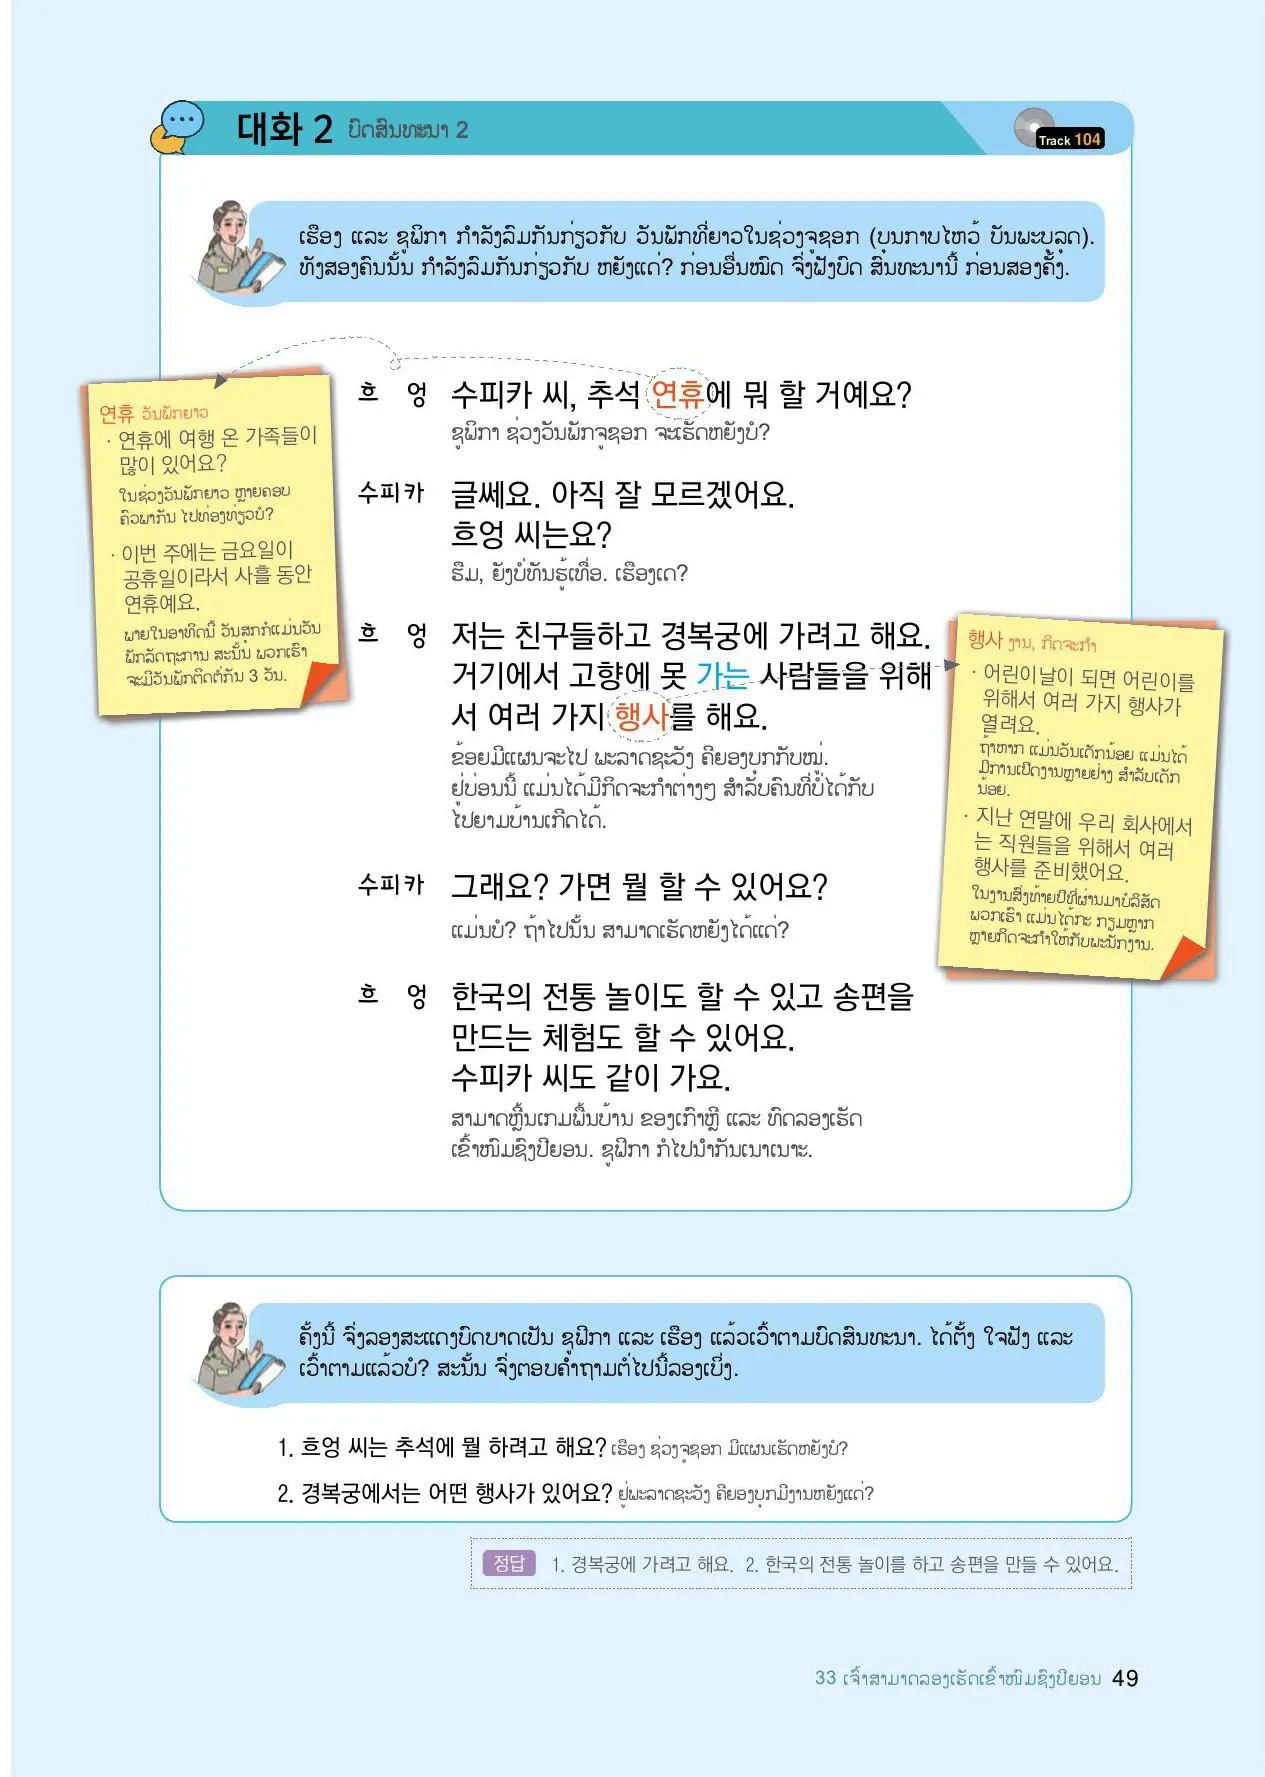 대화 2 ບົດສົນທະນາ 2
Track 104
ເຮືອງ ແລະ ຊູພິກາ ກຳລັງລົມກັນກ່ຽວກັບ ວັນພັກທີ່ຍາວໃນຊ່ວງຈູຊອກ (ບຸນກາບໄຫວ້ ບັນພະບຸລຸດ).
ທັງສອງຄົນນັ້ນ ກຳລັງລົມກັນກ່ຽວກັບ ຫຍັງແດ່? ກ່ອນອື່ນໝົດ ຈົ່ງຟັງບົດ ສົນທະນານີ້ ກ່ອນສອງຄັ້ງ.
흐 엉 수피카 씨, 추석 연휴에 뭐 할 거예요?
ຊູພິກາ ຊ່ວງວັນພັກຈູຊອກ ຈະເຮັດຫຍັງບໍ?
수피카 글쎄요. 아직 잘 모르겠어요.
흐엉 씨는요?
ຮືມ, ຍັງບໍ່ທັນຮູ້ເທື່ອ. ເຮືອງເດ?
흐 엉 저는 친구들하고 경복궁에 가려고 해요.
거기에서 고향에 못 가는 사람들을 위해
서 여러 가지 행사를 해요.
ຂ້ອຍມີແຜນຈະໄປ ພະລາດຊະວັງ ຄຽອງບຸກກັບໝູ່.
ຢູ່ບ່ອນນີ້ ແມ່ນໄດ້ມີກິດຈະກຳຕ່າງໆ ສຳລັບຄົນທີ່ບໍ່ໄດ້ກັບ
ໄປຍາມບ້ານເກີດໄດ້.
수피카 그래요? 가면 뭘 할 수 있어요?
ແມ່ນບໍ? ຖ້າໄປນັ້ນ ສາມາດເຮັດຫຍັງໄດ້ແດ່?
흐 엉 한국의 전통 놀이도 할 수 있고 송편을
만드는 체험도 할 수 있어요.
수피카 씨도 같이 가요.
ສາມາດຫຼິ້ນເກມພື້ນບ້ານ ຂອງເກົາຫຼີ ແລະ ທົດລອງເຮັດ
ເຂົ້າໜົມຊົງປຽຍອນ. ຊູພິກາ ກໍໄປນຳກັນເນາະເນາະ.
연휴 ວັນພັກຍາວ
· 연휴에 여행 온 가족들이
많이 있어요?
ໃນຊ່ວງວັນພັກຍາວ ຫຼາຍຄອບ
ຄົວພາກັນ ໄປທ່ອງທ່ຽວບໍ?
· 이번 주에는 금요일이
공휴일이라서 사흘 동안
연휴예요.
ພາຍໃນອາທິດນີ້ ວັນສຸກກໍແມ່ນວັນ
ພັກລັດຖະການ ສະນັ້ນ ພວກເຮົາ
ຈະມີວັນພັກຕິດຕໍ່ກັນ 3 ວັນ.
행사 ງານ, ກິດຈະກຳ
· 어린이날이 되면 어린이를
위해서 여러 가지 행사가
열려요.
ຖ້າຫາກ ແມ່ນວັນເດັກນ້ອຍ ແມ່ນໄດ້
ມີການເປີດງານຫຼາຍຢ່າງ ສຳລັບເດັກ
ນ້ອຍ.
· 지난 연말에 우리 회사에서
는 직원들을 위해서 여러
행사를 준비했어요.
ໃນງານສົ່ງທ້າຍປີທີ່ຜ່ານມາບໍລິສັດ
ພວກເຮົາ ແມ່ນໄດ້ກະ ກຽມຫຼາກ
ຫຼາຍກິດຈະກຳໃຫ້ກັບພະນັກງານ.
ຄັ້ງນີ້ ຈົ່ງລອງສະແດງບົດບາດເປັນ ຊູພິກາ ແລະ ເຮືອງ ແລ້ວເວົ້າຕາມບົດສົນທະນາ. ໄດ້ຕັ້ງ ໃຈຟັງ ແລະ
ເວົ້າຕາມແລ້ວບໍ? ສະນັ້ນ ຈົ່ງຕອບຄຳຖາມຕໍ່ໄປນີ້ລອງເບິ່ງ.
1. 흐엉 씨는 추석에 뭘 하려고 해요? ເຮືອງ ຊ່ວງຈູຊອກ ມີແຜນເຮັດຫຍັງບໍ?
2. 경복궁에서는 어떤 행사가 있어요? ຢູ່ພະລາດຊະວັງ ຄຽອງບຸກມີງານຫຍັງແດ່?
정답 1. 경복궁에 가려고 해요. 2. 한국의 전통 놀이를 하고 송편을 만들 수 있어요.
33 ເຈົ້າສາມາດລອງເຮັດເຂົ້າໜົມຊົງປຽຍອນ 49